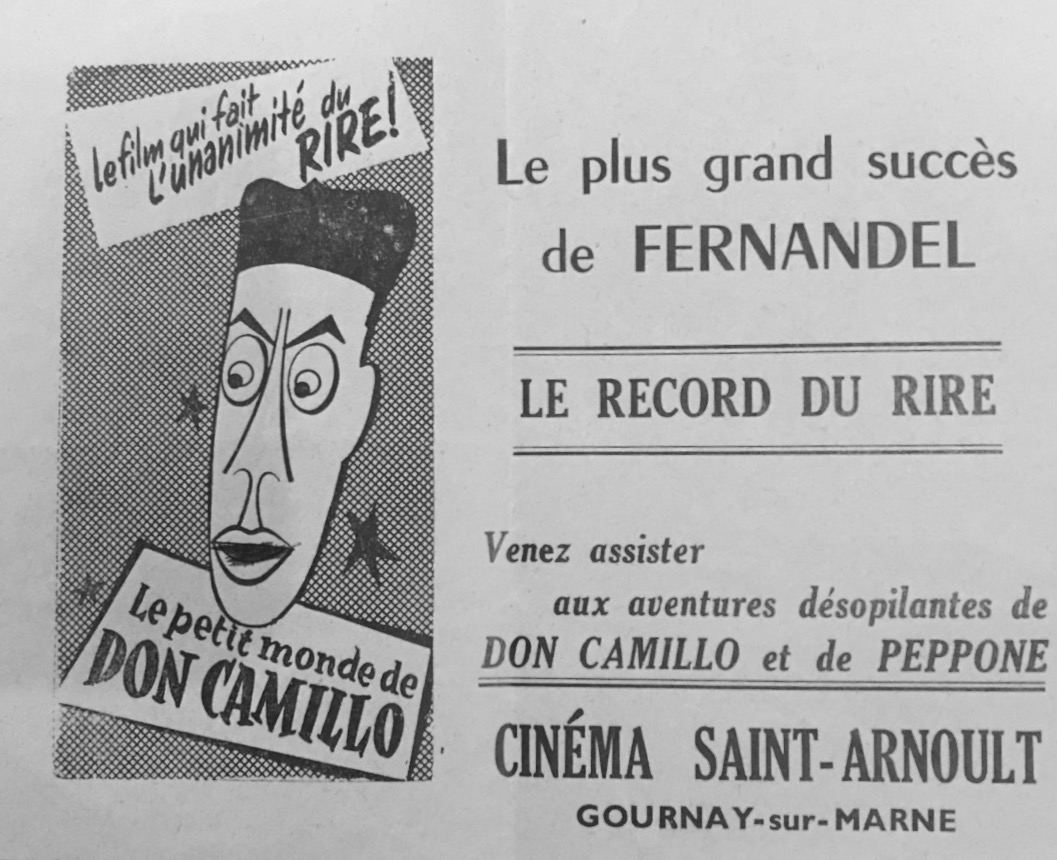 Le film qui fait
L'unanimité du
RIRE!
Le petit monde de
DON CAMILLO
Le plus grand succès
de FERNANDEL
LE RECORD DU RIRE
Venez assister
aux aventures désopilantes de
DON CAMILLO et de PEPPONE
CINÉMA SAINT-ARNOULT
GOURNAY-sur-MARNE